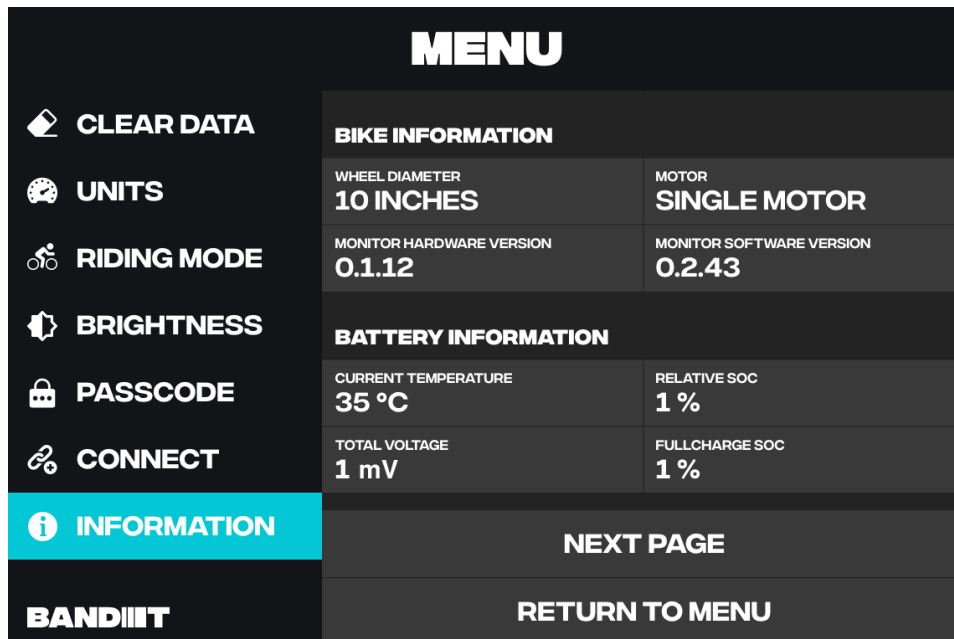 MENU
CLEAR DATA
UNITS
RIDING MODE
BRIGHTNESS
PASSCODE
CONNECT
INFORMATION
BANDIIIT
BIKE INFORMATION
WHEEL DIAMETER
10 INCHES
MOTOR
SINGLE MOTOR
MONITOR HARDWARE VERSION
0.1.12
MONITOR SOFTWARE VERSION
0.2.43
BATTERY INFORMATION
CURRENT TEMPERATURE
35 °C
RELATIVE SOC
1 %
TOTAL VOLTAGE
1 mV
FULLCHARGE SOC
1 %
NEXT PAGE
RETURN TO MENU